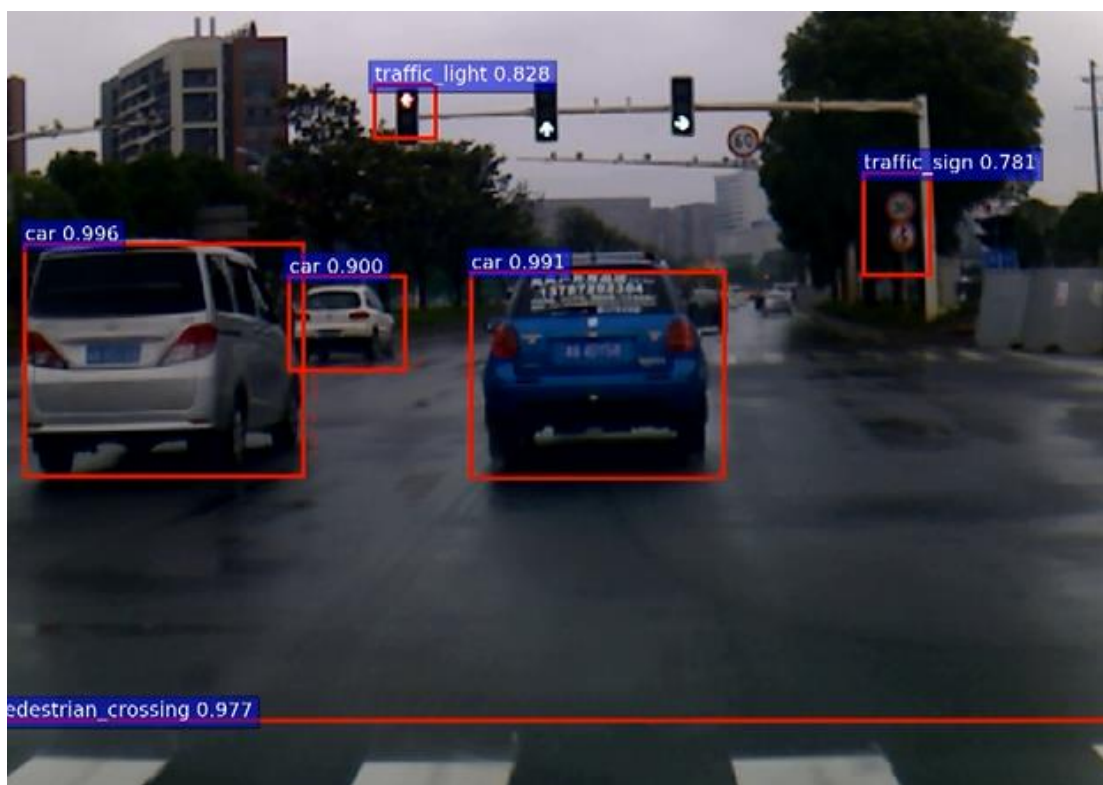 traffic_light 0.828
60
traffic_sign 0.781
car 0.996
car 0.900
car 0.991
edestrian_crossing 0.977